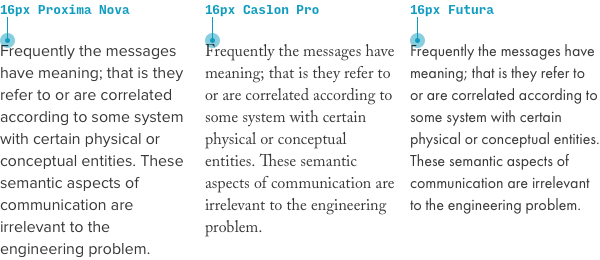 16px Proxima Nova
Frequently the messages
have meaning; that is they
refer to or are correlated
according to some system
with certain physical or
conceptual entities. These
semantic aspects of
communication are
irrelevant to the
engineering problem.
16px Caslon Pro
Frequently the messages have
meaning; that is they refer to
or are correlated according to
some system with certain
physical or conceptual
entities. These semantic
aspects of communication are
irrelevant to the engineering
problem.
16px Futura
Frequently the messages have
meaning; that is they refer to
or are correlated according to
some system with certain
physical or conceptual entities.
These semantic aspects of
communication are irrelevant
to the engineering problem.